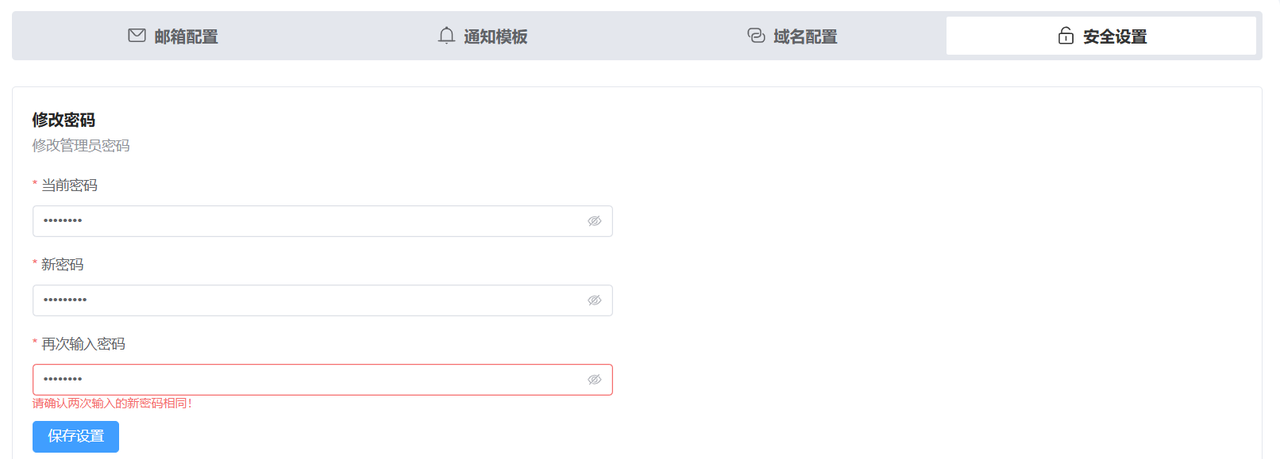 邮箱配置 通知模板 域名配置 安全设置
修改密码
修改管理员密码
* 当前密码
••••••••
* 新密码
•••••••••
* 再次输入密码
••••••••
请确认两次输入的新密码相同！
保存设置